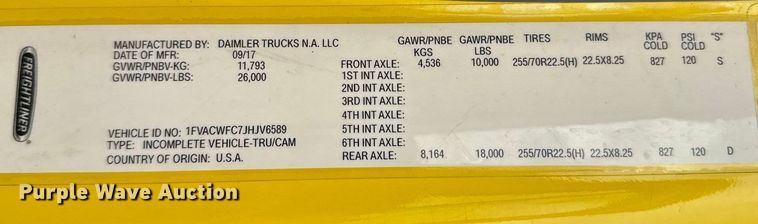 FREIGHTLINER
MANUFACTURED BY: DAIMLER TRUCKS N.A. LLC
DATE OF MFR: 09/17
GVWR/PNBV-KG: 11,793
GVWR/PNBV-LBS: 26,000
VEHICLE ID NO: 1FVACWFC7JHJV6589
TYPE: INCOMPLETE VEHICLE-TRU/CAM
COUNTRY OF ORIGIN: U.S.A.
GAWR/PNBE GAWR/PNBE TIRES RIMS KPA PSI "S"
KGS LBS COLD COLD
FRONT AXLE: 4,536 10,000 255/70R22.5(H) 22.5X8.25 827 120 S
1ST INT AXLE:
2ND INT AXLE:
3RD INT AXLE:
4TH INT AXLE:
5TH INT AXLE:
6TH INT AXLE:
REAR AXLE: 8,164 18,000 255/70R22.5(H) 22.5X8.25 827 120 D
Purple Wave Auction